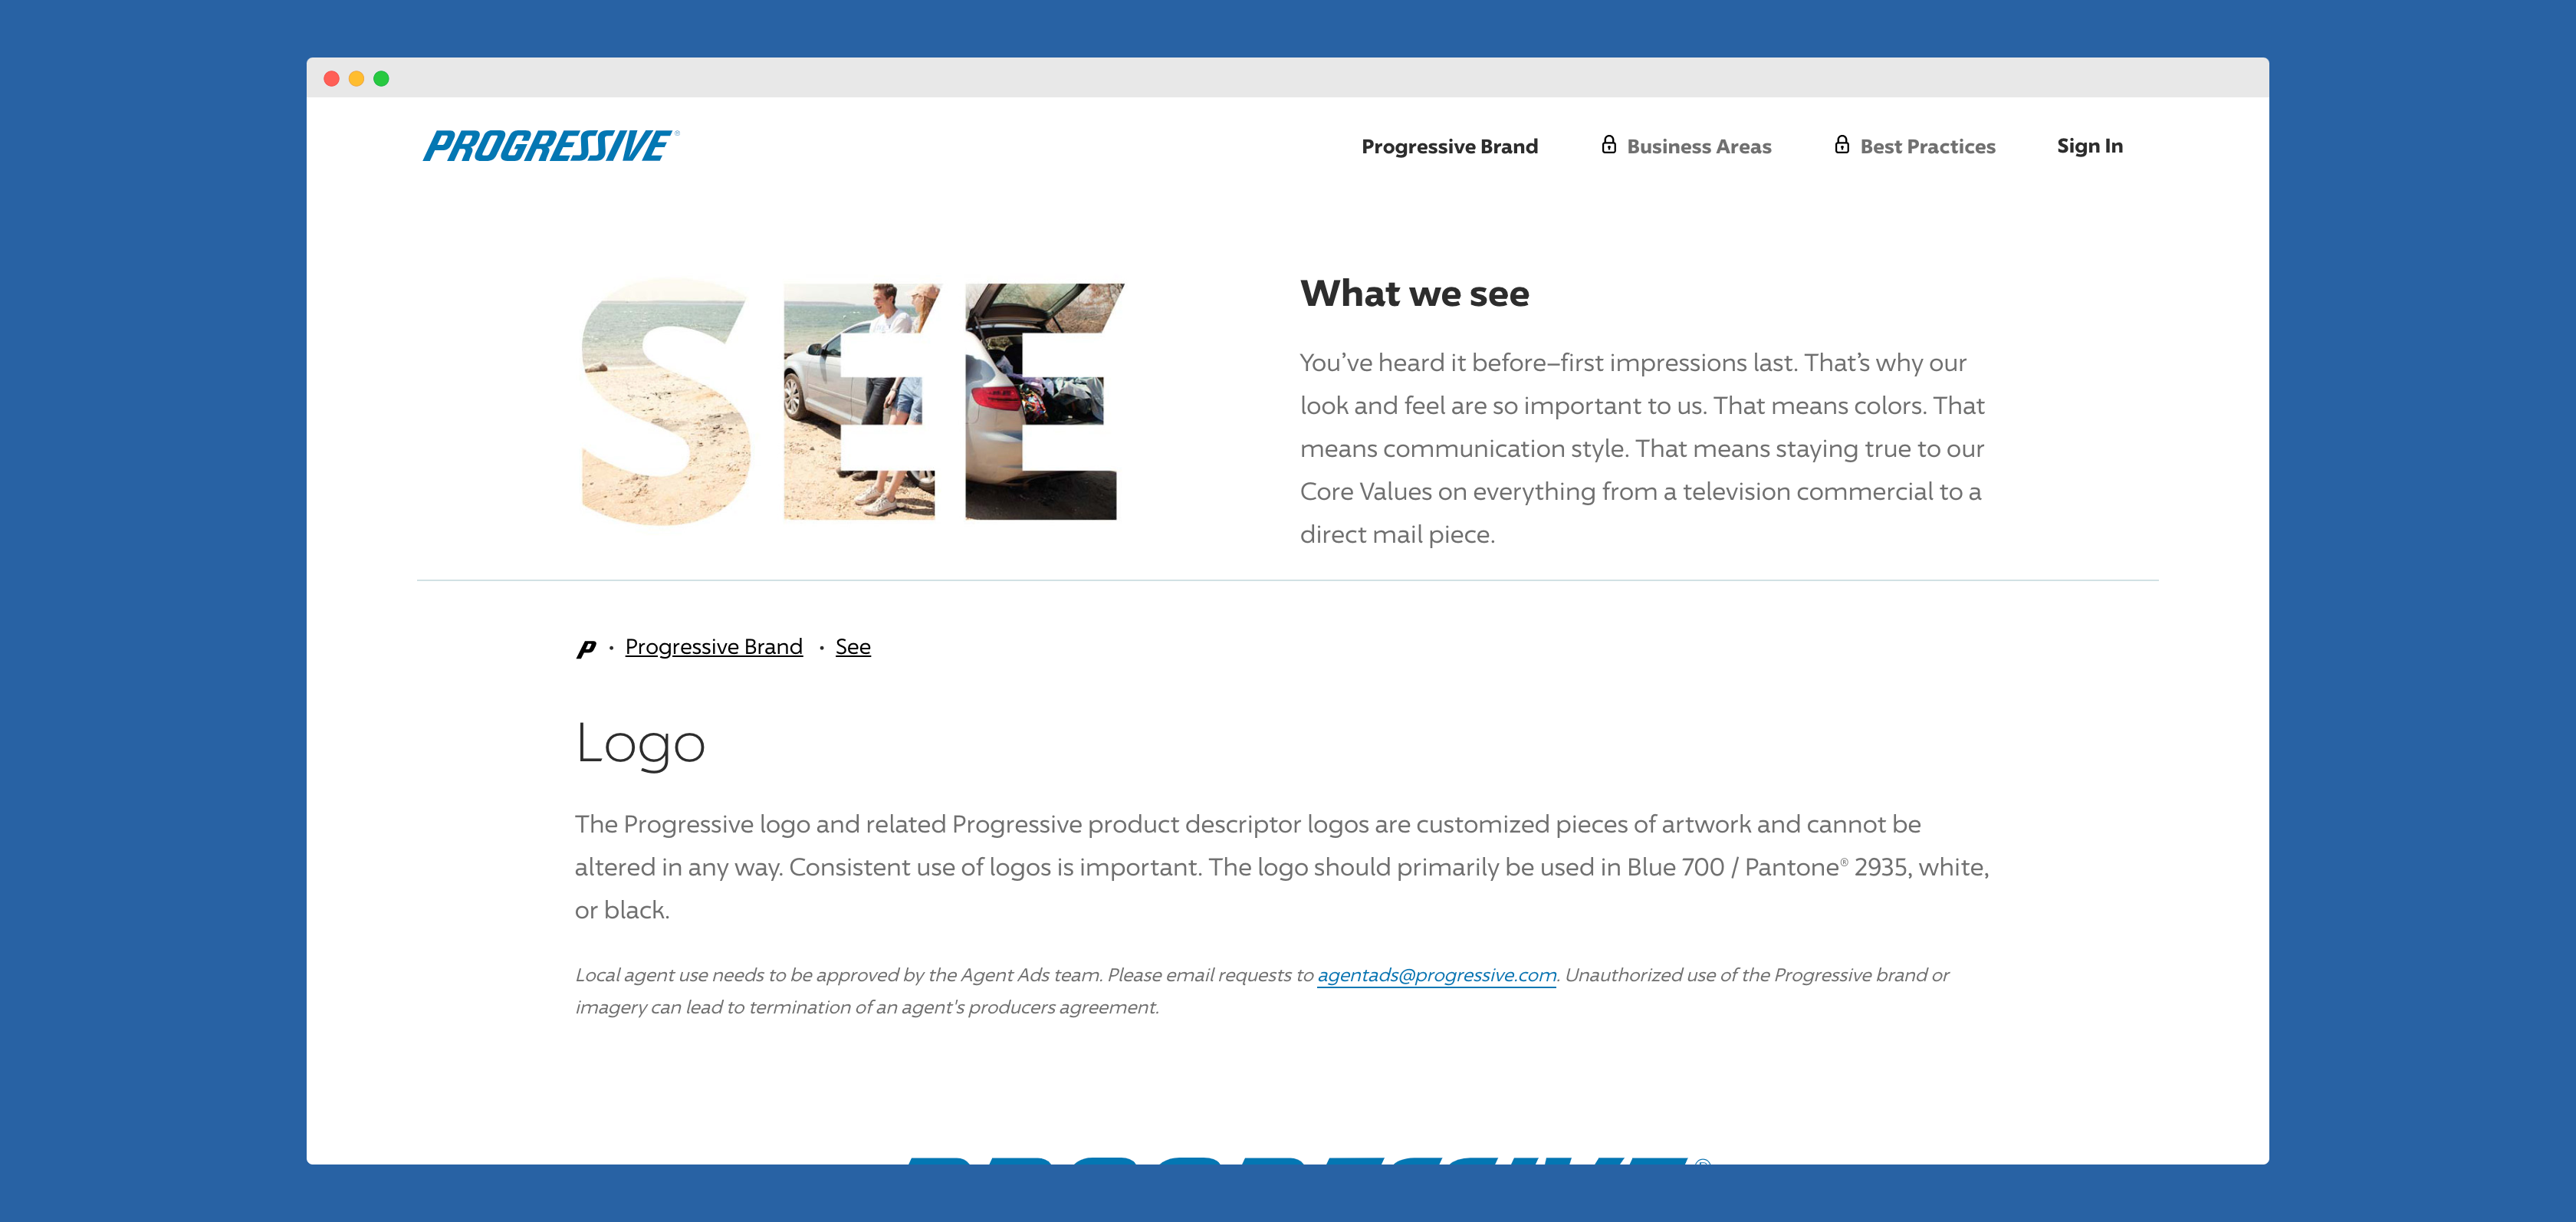 PROGRESSIVE®
Progressive Brand
Business Areas
Best Practices
Sign In
SEE
What we see
You’ve heard it before–first impressions last. That’s why our
look and feel are so important to us. That means colors. That
means communication style. That means staying true to our
Core Values on everything from a television commercial to a
direct mail piece.
P • Progressive Brand • See
Logo
The Progressive logo and related Progressive product descriptor logos are customized pieces of artwork and cannot be
altered in any way. Consistent use of logos is important. The logo should primarily be used in Blue 700 / Pantone® 2935, white,
or black.
Local agent use needs to be approved by the Agent Ads team. Please email requests to agentads@progressive.com. Unauthorized use of the Progressive brand or
imagery can lead to termination of an agent's producers agreement.
PROGRESSIVE®